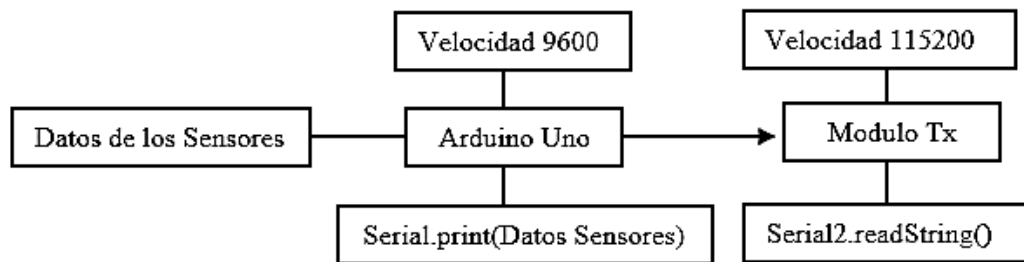 Velocidad 9600
Velocidad 115200
Datos de los Sensores
Arduino Uno
Modulo Tx
Serial.print(Datos Sensores)
Serial2.readString()